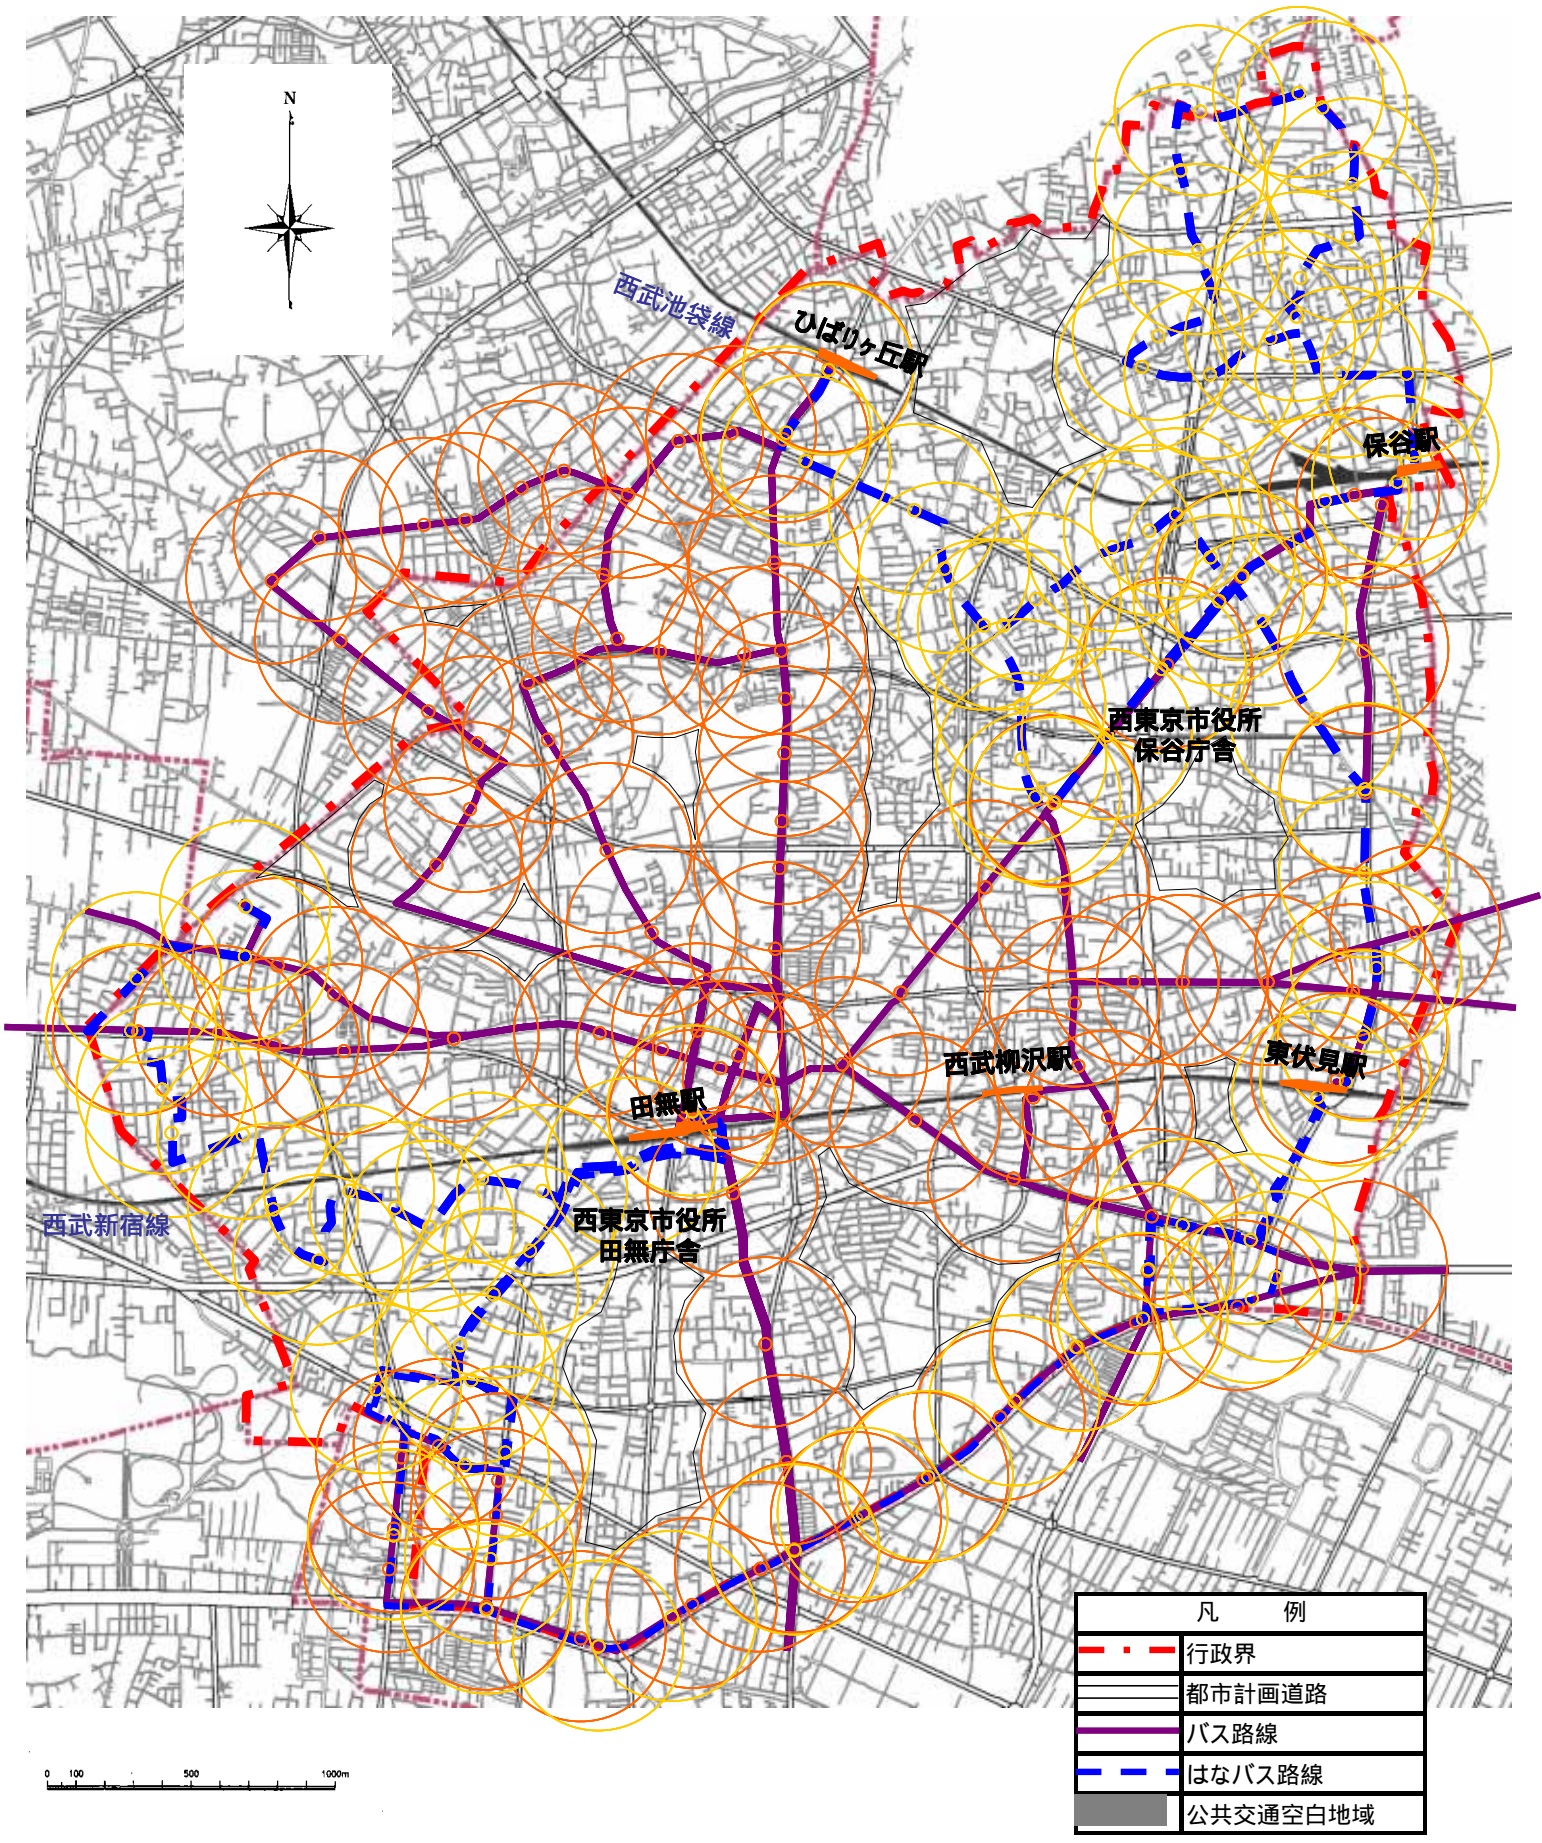 N
西武池袋線
ひばりヶ丘駅
保谷駅
西東京市役所
保谷庁舎
西武柳沢駅
東伏見駅
田無駅
西武新宿線
西東京市役所
田無庁舎
凡 例
行政界
都市計画道路
バス路線
はなバス路線
公共交通空白地域
0 100 500 1000m